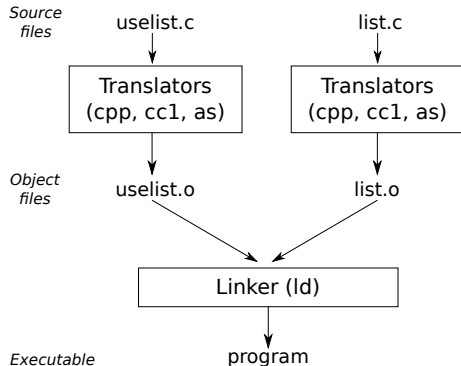 Source
files
uselist.c
list.c
Translators
(cpp, cc1, as)
Translators
(cpp, cc1, as)
Object
files
uselist.o
list.o
Linker (ld)
Executable
program